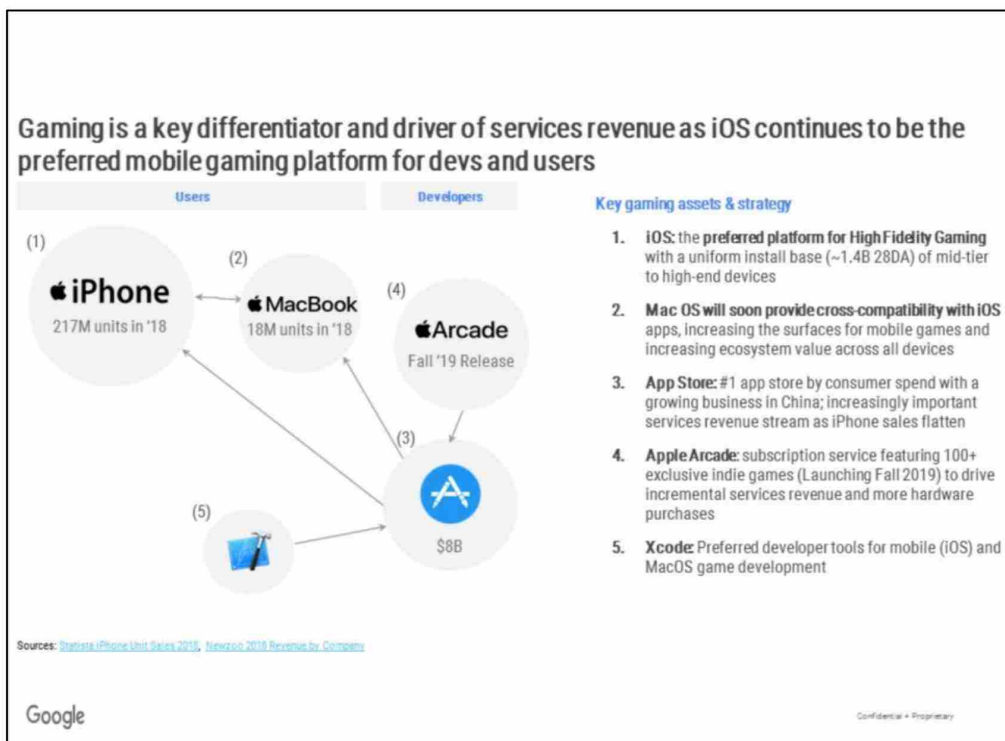 Gaming is a key differentiator and driver of services revenue as iOS continues to be the
preferred mobile gaming platform for devs and users
Users
Developers
(1)
iPhone
217M units in '18
(2)
MacBook
18M units in '18
(4)
Arcade
Fall '19 Release
(3)
$8B
(5)
Key gaming assets & strategy
1. iOS: the preferred platform for High Fidelity Gaming
with a uniform install base (~1.4B 28DA) of mid-tier
to high-end devices
2. Mac OS will soon provide cross-compatibility with iOS
apps, increasing the surfaces for mobile games and
increasing ecosystem value across all devices
3. App Store: #1 app store by consumer spend with a
growing business in China; increasingly important
services revenue stream as iPhone sales flatten
4. Apple Arcade: subscription service featuring 100+
exclusive indie games (Launching Fall 2019) to drive
incremental services revenue and more hardware
purchases
5. Xcode: Preferred developer tools for mobile (iOS) and
MacOS game development
Sources: Statista iPhone Unit Sales 2018, Newzoo 2018 Revenue by Company
Google
Confidential + Proprietary